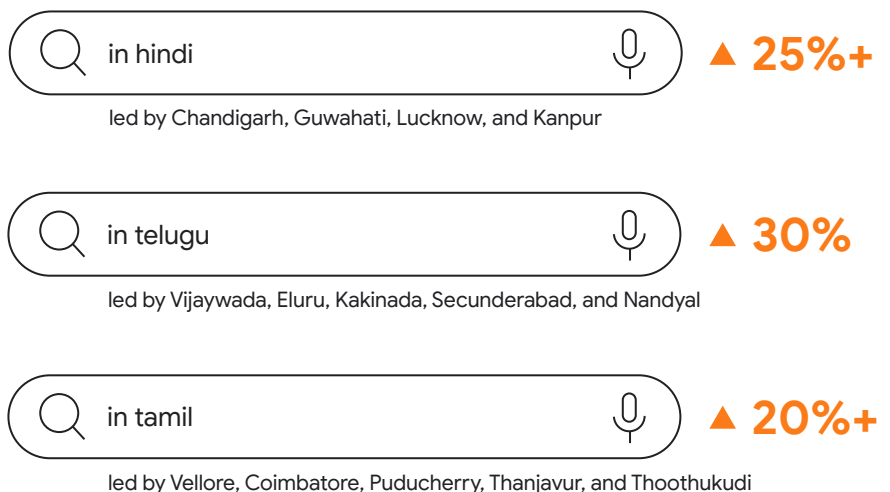 in hindi ▲ 25%+
led by Chandigarh, Guwahati, Lucknow, and Kanpur
in telugu ▲ 30%
led by Vijaywada, Eluru, Kakinada, Secunderabad, and Nandyal
in tamil ▲ 20%+
led by Vellore, Coimbatore, Puducherry, Thanjavur, and Thoothukudi